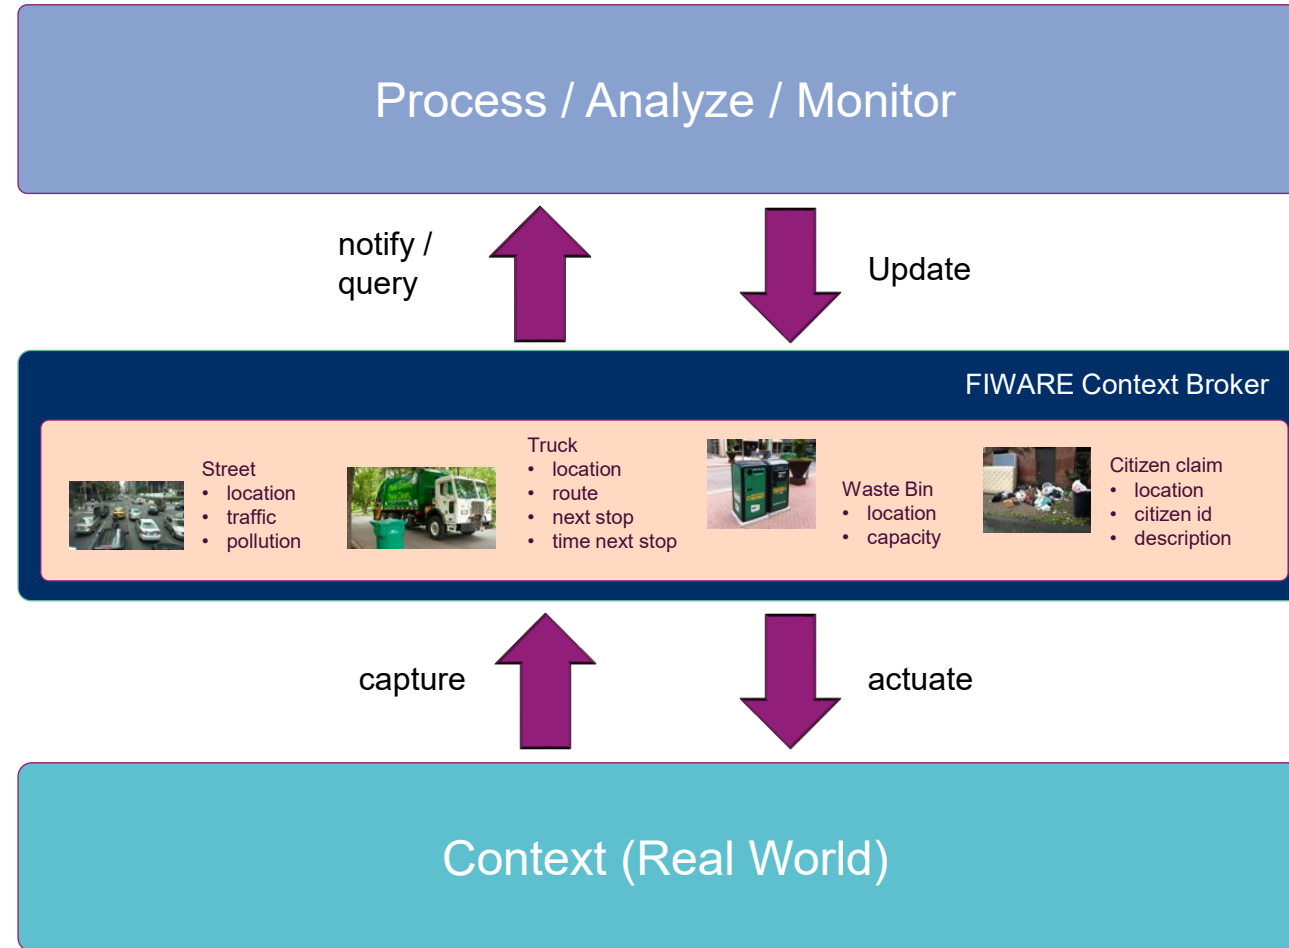 Process / Analyze / Monitor
notify /
query
Update
FIWARE Context Broker
Street
• location
• traffic
• pollution
Truck
• location
• route
• next stop
• time next stop
Waste Bin
• location
• capacity
Citizen claim
• location
• citizen id
• description
capture
actuate
Context (Real World)